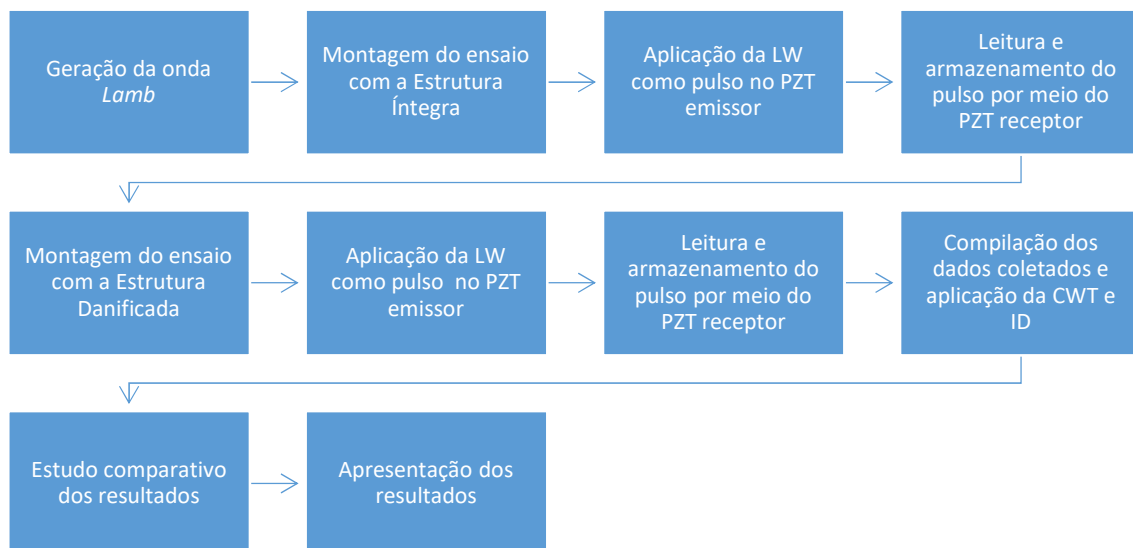 Geração da onda
Lamb
Montagem do ensaio
com a Estrutura
Íntegra
Aplicação da LW
como pulso no PZT
emissor
Leitura e
armazenamento do
pulso por meio do
PZT receptor
Montagem do ensaio
com a Estrutura
Danificada
Aplicação da LW
como pulso  no PZT
emissor
Leitura e
armazenamento do
pulso por meio do
PZT receptor
Compilação dos
dados coletados e
aplicação da CWT e
ID
Estudo comparativo
dos resultados
Apresentação dos
resultados